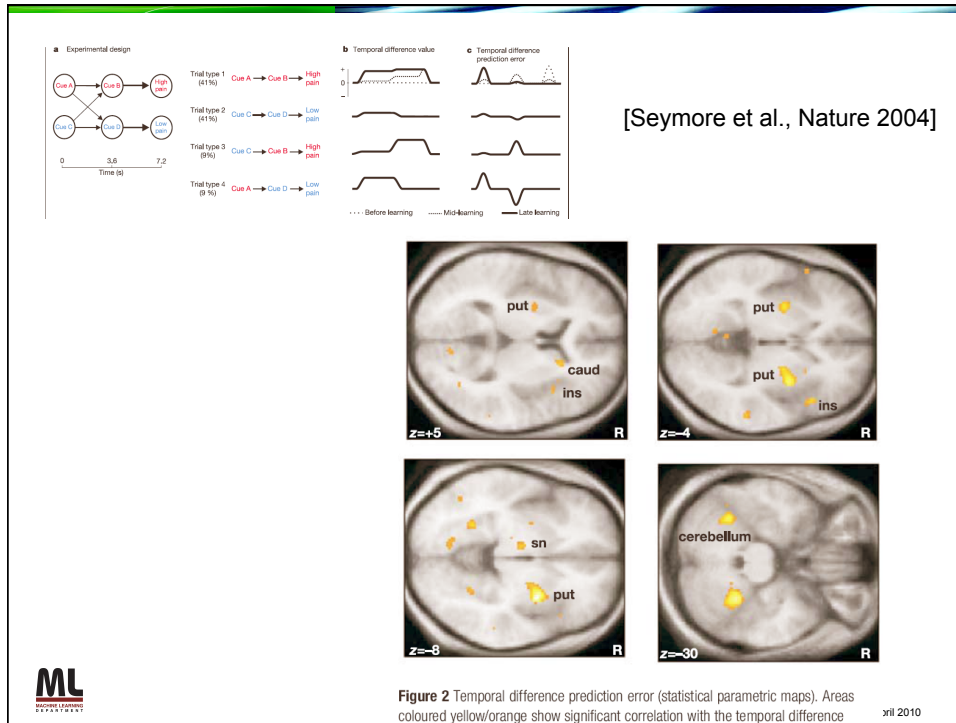 a Experimental design
Cue A
Cue B
High
pain
Cue C
Cue D
Low
pain
0 3,6 7,2
Time (s)
Trial type 1
(41%)
Cue A Cue B High
pain
Trial type 2
(41%)
Cue C Cue D Low
pain
Trial type 3
(9%)
Cue C Cue B High
pain
Trial type 4
(9 %)
Cue A Cue D Low
pain
b Temporal difference value
+
0
–
c Temporal difference
prediction error
Before learning Mid-learning Late learning
[Seymore et al., Nature 2004]
put
caud
ins
z=+5 R
put
put
ins
z=–4 R
sn
put
z=–8 R
cerebellum
z=–30 R
ML
MACHINE LEARNING
DEPARTMENT
Figure 2 Temporal difference prediction error (statistical parametric maps). Areas
coloured yellow/orange show significant correlation with the temporal difference
2010